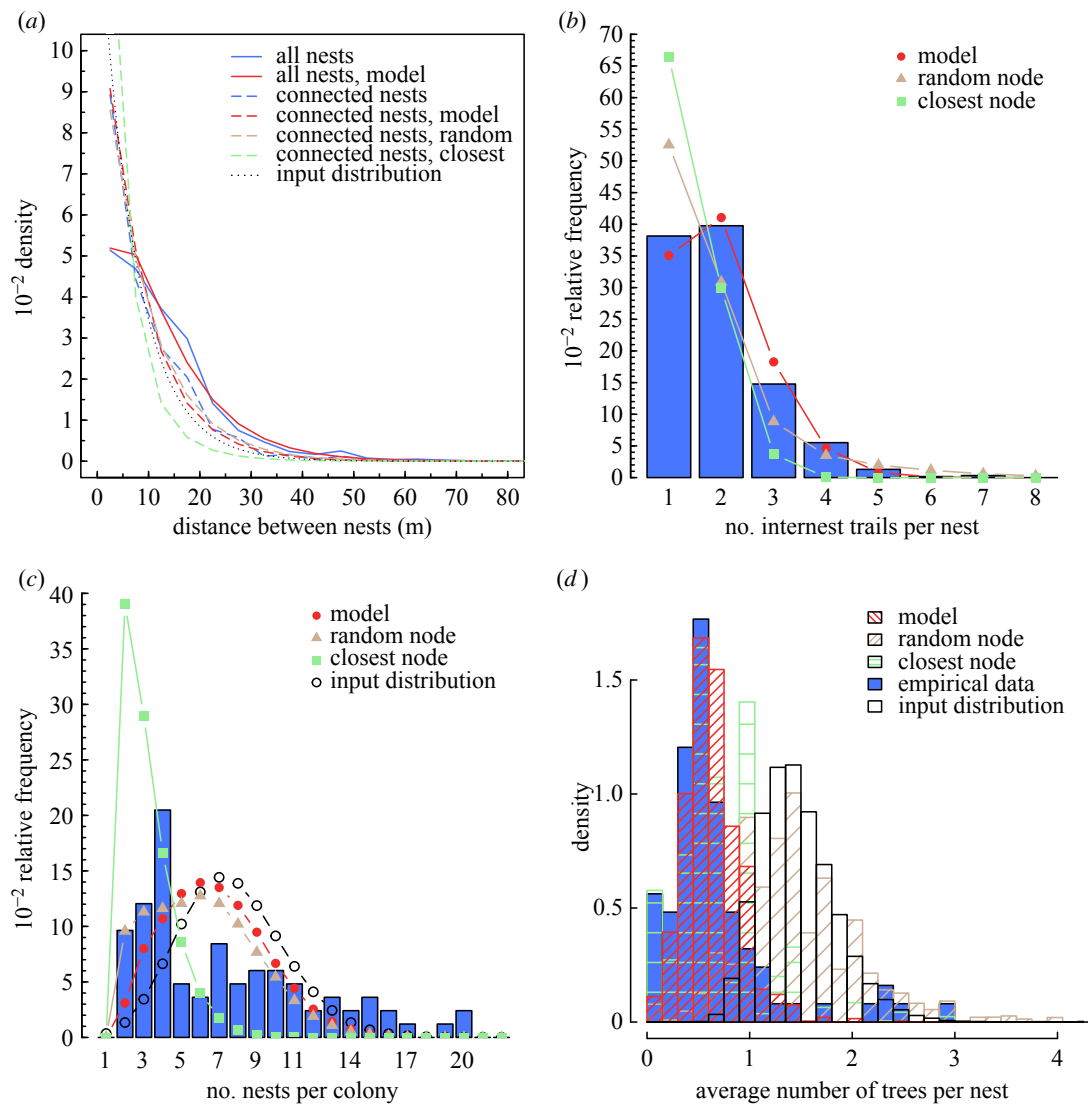 (a)
10
9
8
7
6
5
4
3
2
1
0
10⁻² density
all nests
all nests, model
connected nests
connected nests, model
connected nests, random
connected nests, closest
input distribution
0 10 20 30 40 50 60 70 80
distance between nests (m)
(b)
70
65
60
55
50
45
40
35
30
25
20
15
10
5
0
10⁻² relative frequency
model
random node
closest node
1 2 3 4 5 6 7 8
no. internest trails per nest
(c)
40
35
30
25
20
15
10
5
0
10⁻² relative frequency
model
random node
closest node
input distribution
1 3 5 7 9 11 14 17 20
no. nests per colony
(d)
1.5
1.0
0.5
0
density
model
random node
closest node
empirical data
input distribution
0 1 2 3 4
average number of trees per nest